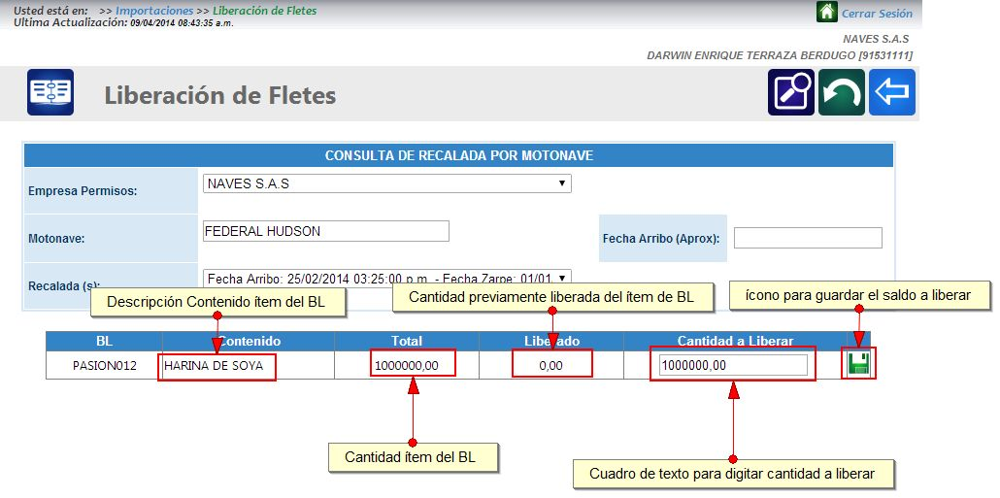 Usted está en: >> Importaciones >> Liberación de Fletes
Cerrar Sesión
Ultima Actualización: 09/04/2014 08:43:35 a.m.
NAVES S.A.S
DARWIN ENRIQUE TERRAZA BERDUGO [91531111]
Liberación de Fletes
CONSULTA DE RECALADA POR MOTONAVE
Empresa Permisos: NAVES S.A.S
Motonave: FEDERAL HUDSON Fecha Arribo (Aprox):
Recalada (s): Fecha Arribo: 25/02/2014 03:25:00 p.m. - Fecha Zarpe: 01/01
Descripción Contenido ítem del BL
Cantidad previamente liberada del ítem de BL
ícono para guardar el saldo a liberar
BL Contenido Total Liberado Cantidad a Liberar
PASION012 HARINA DE SOYA 1000000,00 0,00 1000000,00
Cantidad ítem del BL
Cuadro de texto para digitar cantidad a liberar